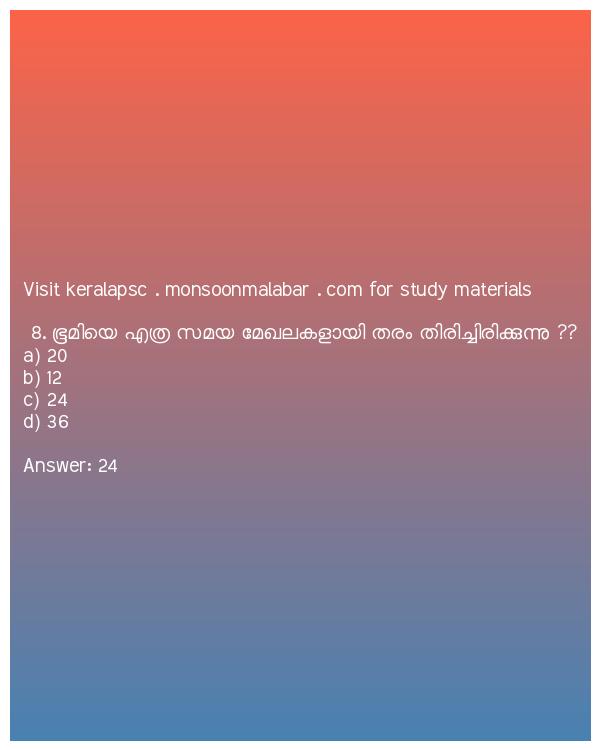 Visit keralapsc . monsoonmalabar . com for study materials
8. ഭൂമിയെ എത്ര സമയ മേഖലകളായി തരം തിരിച്ചിരിക്കുന്നു ??
a) 20
b) 12
c) 24
d) 36
Answer: 24